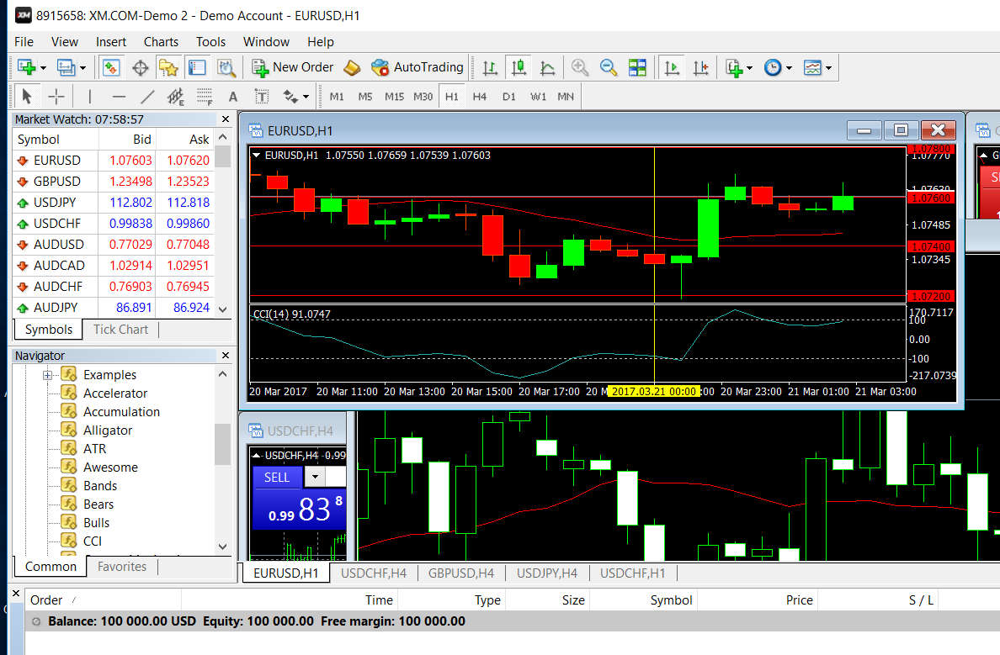 8915658: XM.COM-Demo 2 - Demo Account - EURUSD,H1
File View Insert Charts Tools Window Help
New Order AutoTrading
A T E F M1 M5 M15 M30 H1 H4 D1 W1 MN
Market Watch: 07:58:57
Symbol Bid Ask
EURUSD 1.07603 1.07620
GBPUSD 1.23498 1.23523
USDJPY 112.802 112.818
USDCHF 0.99838 0.99860
AUDUSD 0.77029 0.77048
AUDCAD 1.02914 1.02951
AUDCHF 0.76903 0.76945
AUDJPY 86.891 86.924
Symbols Tick Chart
Navigator
Examples
Accelerator
Accumulation
Alligator
ATR
Awesome
Bands
Bears
Bulls
CCI
Common Favorites
EURUSD,H1
EURUSD,H1 1.07550 1.07659 1.07539 1.07603
1.07800
1.07770
1.07600
1.07485
1.07400
1.07345
1.07200
CCI(14) 91.0747
170.7117
100
0.00
-100
-217.0739
20 Mar 2017 20 Mar 11:00 20 Mar 13:00 20 Mar 15:00 20 Mar 17:00 20 M 2017.03.21 00:00 :00 20 Mar 23:00 21 Mar 01:00 21 Mar 03:00
USDCHF,H4
USDCHF,H4 0.99
SELL
0.99 83 8
EURUSD,H1 USDCHF,H4 GBPUSD,H4 USDJPY,H4 USDCHF,H1
Order / Time Type Size Symbol Price S / L
Balance: 100 000.00 USD Equity: 100 000.00 Free margin: 100 000.00